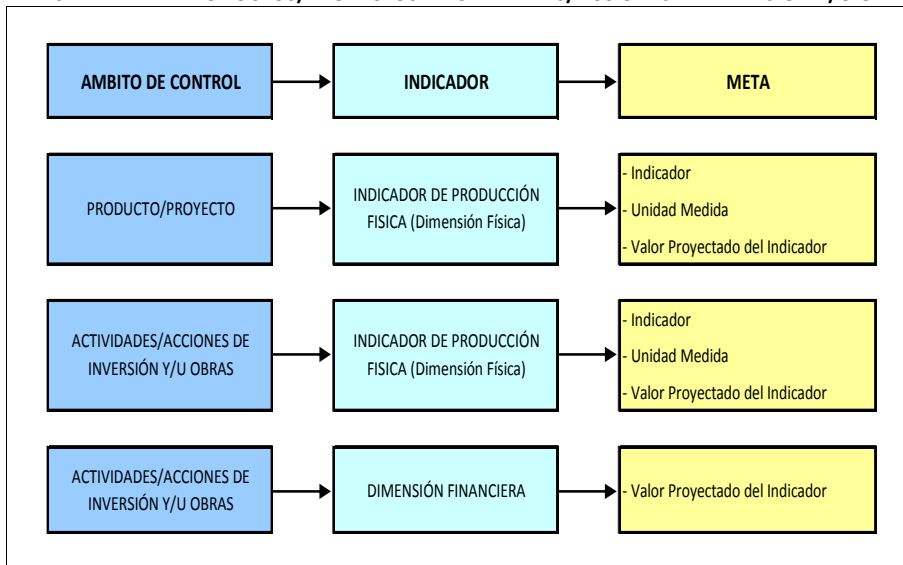 AMBITO DE CONTROL
INDICADOR
META
PRODUCTO/PROYECTO
INDICADOR DE PRODUCCIÓN
FISICA (Dimensión Física)
- Indicador
- Unidad Medida
- Valor Proyectado del Indicador
ACTIVIDADES/ACCIONES DE
INVERSIÓN Y/U OBRAS
INDICADOR DE PRODUCCIÓN
FISICA (Dimensión Física)
- Indicador
- Unidad Medida
- Valor Proyectado del Indicador
ACTIVIDADES/ACCIONES DE
INVERSIÓN Y/U OBRAS
DIMENSIÓN FINANCIERA
- Valor Proyectado del Indicador